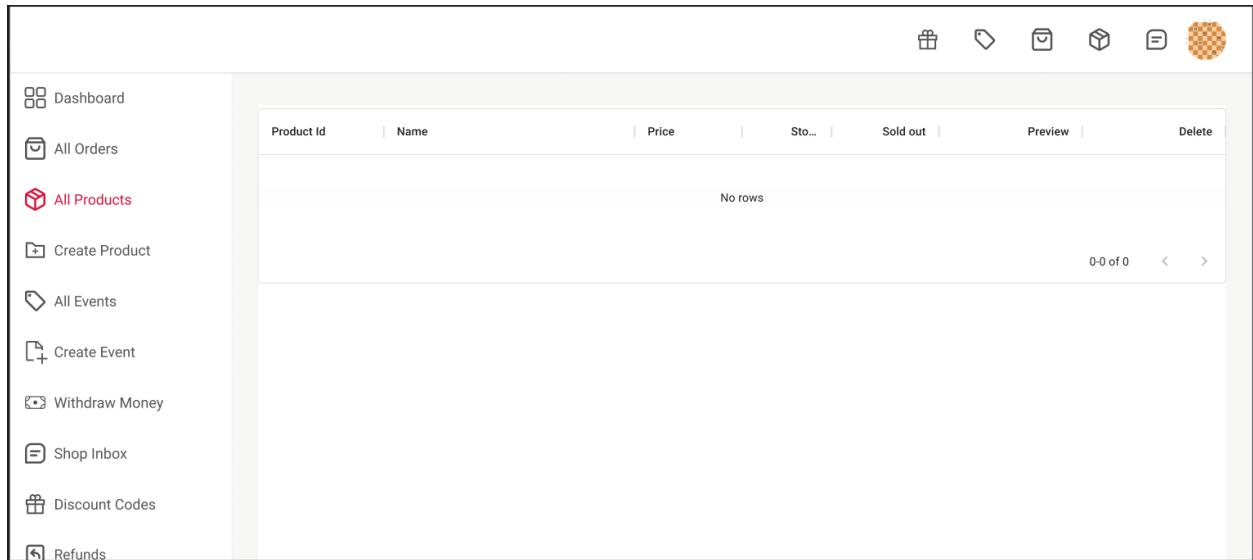 Dashboard
All Orders
All Products
Create Product
All Events
Create Event
Withdraw Money
Shop Inbox
Discount Codes
Refunds
Product Id Name Price Sto... Sold out Preview Delete
No rows
0-0 of 0